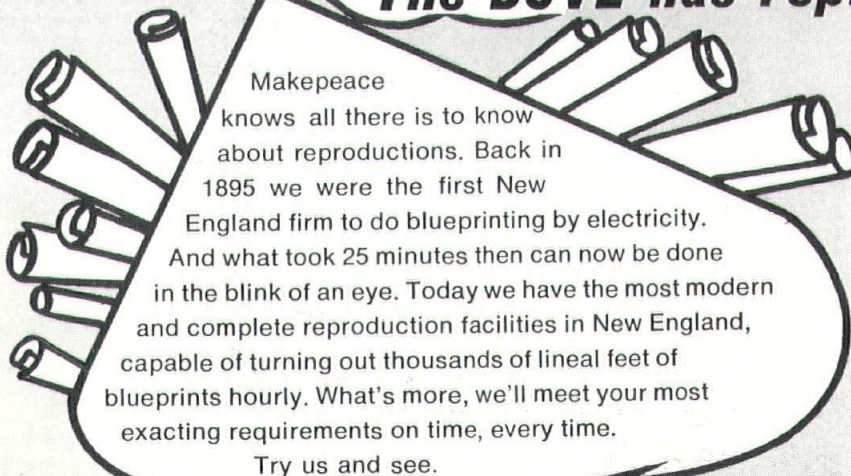 The DOVE has repr
Makepeace
knows all there is to know
about reproductions. Back in
1895 we were the first New
England firm to do blueprinting by electricity.
And what took 25 minutes then can now be done
in the blink of an eye. Today we have the most modern
and complete reproduction facilities in New England,
capable of turning out thousands of lineal feet of
blueprints hourly. What's more, we'll meet your most
exacting requirements on time, every time.
Try us and see.